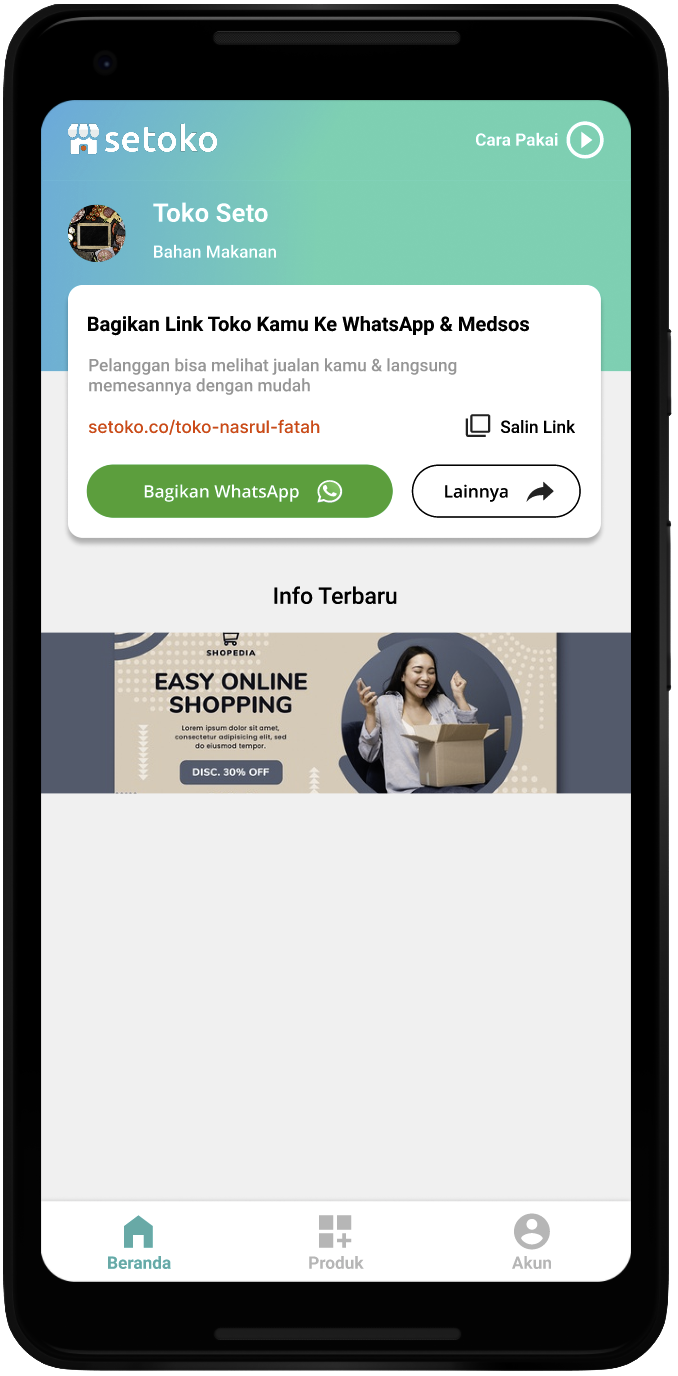 setoko
Cara Pakai
Toko Seto
Bahan Makanan
Bagikan Link Toko Kamu Ke WhatsApp & Medsos
Pelanggan bisa melihat jualan kamu & langsung
memesannya dengan mudah
setoko.co/toko-nasrul-fatah
Salin Link
Bagikan WhatsApp
Lainnya
Info Terbaru
SHOPEDIA
EASY ONLINE
SHOPPING
Lorem ipsum dolor sit amet,
consectetur adipisicing elit, sed
do eiusmod tempor.
DISC. 30% OFF
Beranda
Produk
Akun